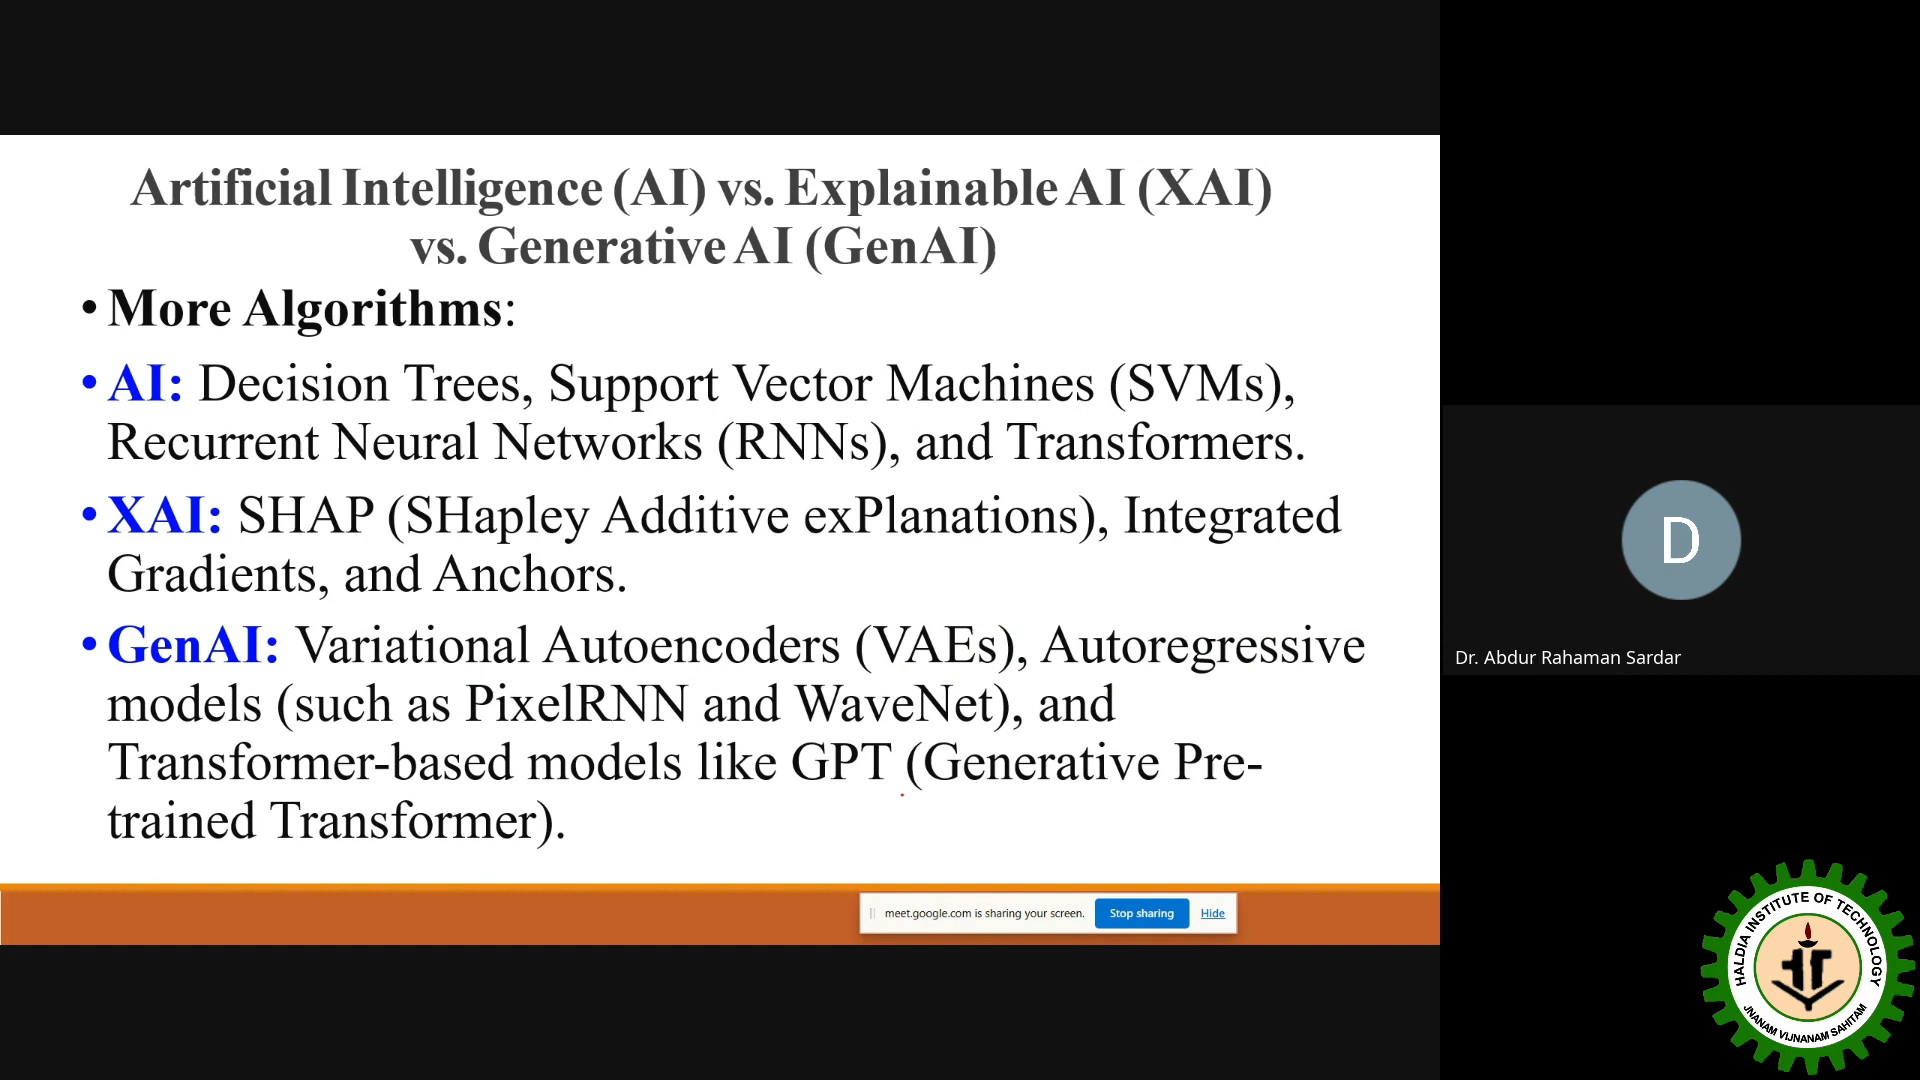 Artificial Intelligence (AI) vs. Explainable AI (XAI)
vs. Generative AI (GenAI)
• More Algorithms:
• AI: Decision Trees, Support Vector Machines (SVMs),
Recurrent Neural Networks (RNNs), and Transformers.
• XAI: SHAP (SHapley Additive exPlanations), Integrated
Gradients, and Anchors.
• GenAI: Variational Autoencoders (VAEs), Autoregressive
models (such as PixelRNN and WaveNet), and
Transformer-based models like GPT (Generative Pre-
trained Transformer).
meet.google.com is sharing your screen. Stop sharing Hide
D
Dr. Abdur Rahaman Sardar
HALDIA INSTITUTE OF TECHNOLOGY
JNANAM VIJNANAM SAHITAM